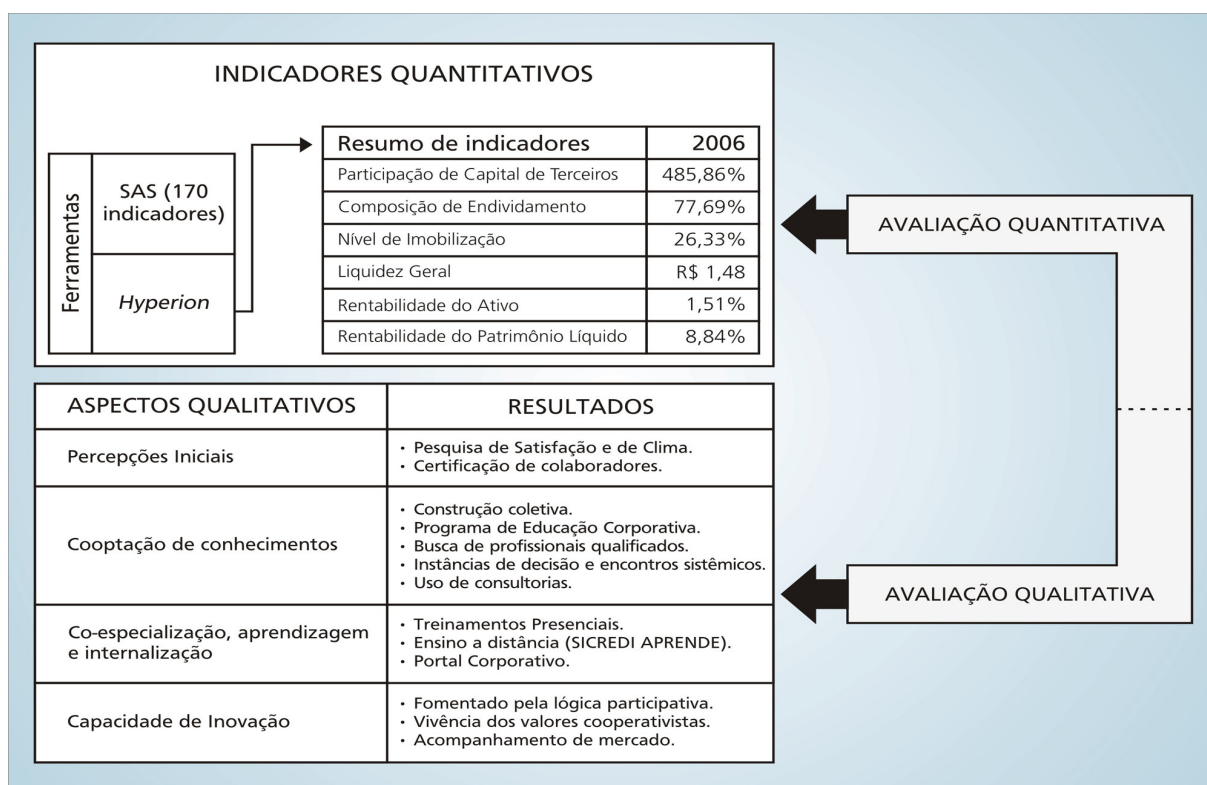 INDICADORES QUANTITATIVOS
Ferramentas
SAS (170
indicadores)
Hyperion
Resumo de indicadores 2006
Participação de Capital de Terceiros 485,86%
Composição de Endividamento 77,69%
Nível de Imobilização 26,33%
Liquidez Geral R$ 1,48
Rentabilidade do Ativo 1,51%
Rentabilidade do Patrimônio Líquido 8,84%
AVALIAÇÃO QUANTITATIVA
ASPECTOS QUALITATIVOS RESULTADOS
Percepções Iniciais
· Pesquisa de Satisfação e de Clima.
· Certificação de colaboradores.
Cooptação de conhecimentos
· Construção coletiva.
· Programa de Educação Corporativa.
· Busca de profissionais qualificados.
· Instâncias de decisão e encontros sistêmicos.
· Uso de consultorias.
Co-especialização, aprendizagem
e internalização
· Treinamentos Presenciais.
· Ensino a distância (SICREDI APRENDE).
· Portal Corporativo.
Capacidade de Inovação
· Fomentado pela lógica participativa.
· Vivência dos valores cooperativistas.
· Acompanhamento de mercado.
AVALIAÇÃO QUALITATIVA